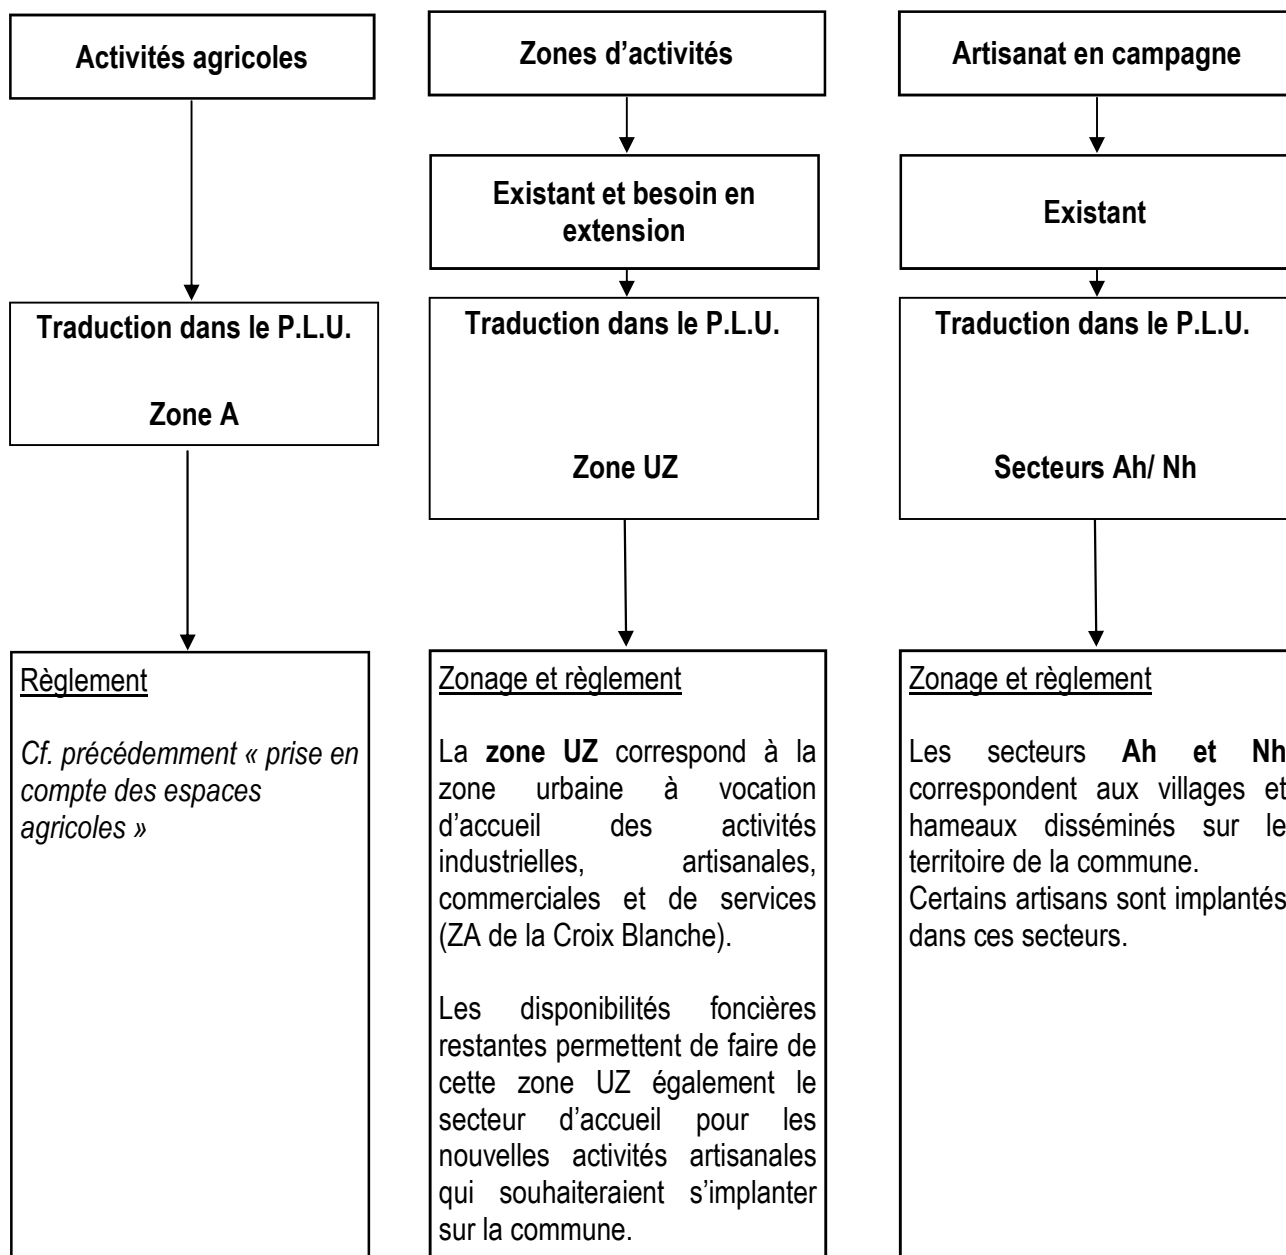 Activités agricoles
Traduction dans le P.L.U.
Zone A
Règlement
Cf. précédemment « prise en
compte des espaces
agricoles »
Zones d’activités
Existant et besoin en
extension
Traduction dans le P.L.U.
Zone UZ
Zonage et règlement
La zone UZ correspond à la
zone urbaine à vocation
d’accueil des activités
industrielles, artisanales,
commerciales et de services
(ZA de la Croix Blanche).
Les disponibilités foncières
restantes permettent de faire de
cette zone UZ également le
secteur d’accueil pour les
nouvelles activités artisanales
qui souhaiteraient s’implanter
sur la commune.
Artisanat en campagne
Existant
Traduction dans le P.L.U.
Secteurs Ah/ Nh
Zonage et règlement
Les secteurs Ah et Nh
correspondent aux villages et
hameaux disséminés sur le
territoire de la commune.
Certains artisans sont implantés
dans ces secteurs.